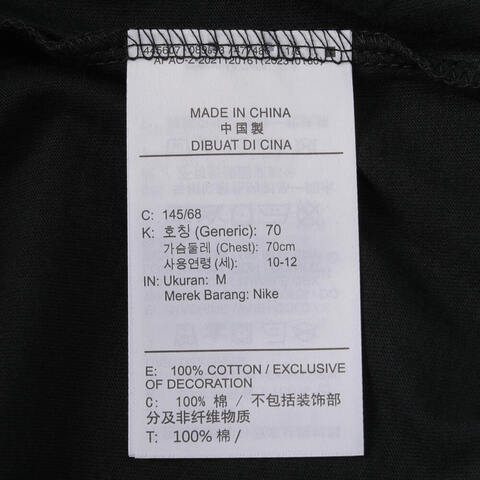 MADE IN CHINA
中国製
DIBUAT DI CINA
C: 145/68
K: 호칭 (Generic): 70
가슴둘레 (Chest): 70cm
사용연령 (세): 10-12
IN: Ukuran: M
Merek Barang: Nike
E: 100% COTTON / EXCLUSIVE
OF DECORATION
C: 100% 棉 / 不包括装饰部
分及非纤维物质
T: 100% 棉 /